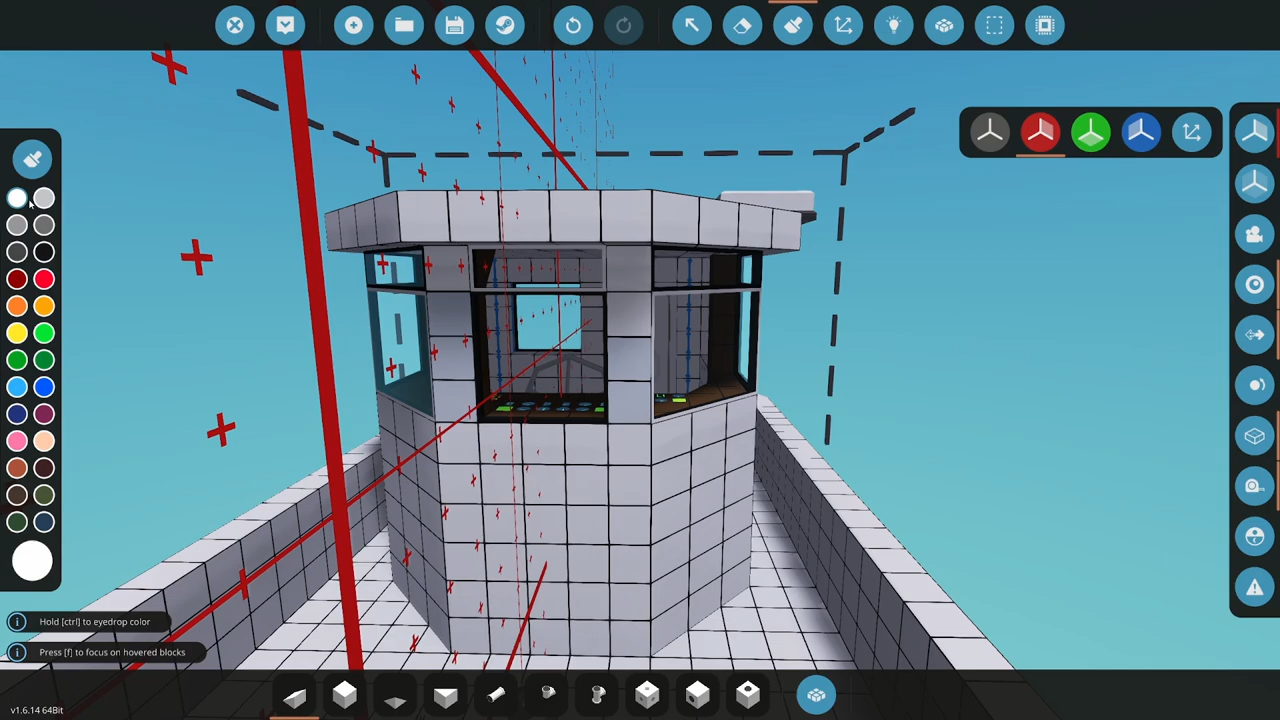 Hold [ctrl] to eyedrop color
Press [f] to focus on hovered blocks
v1.6.14 64Bit